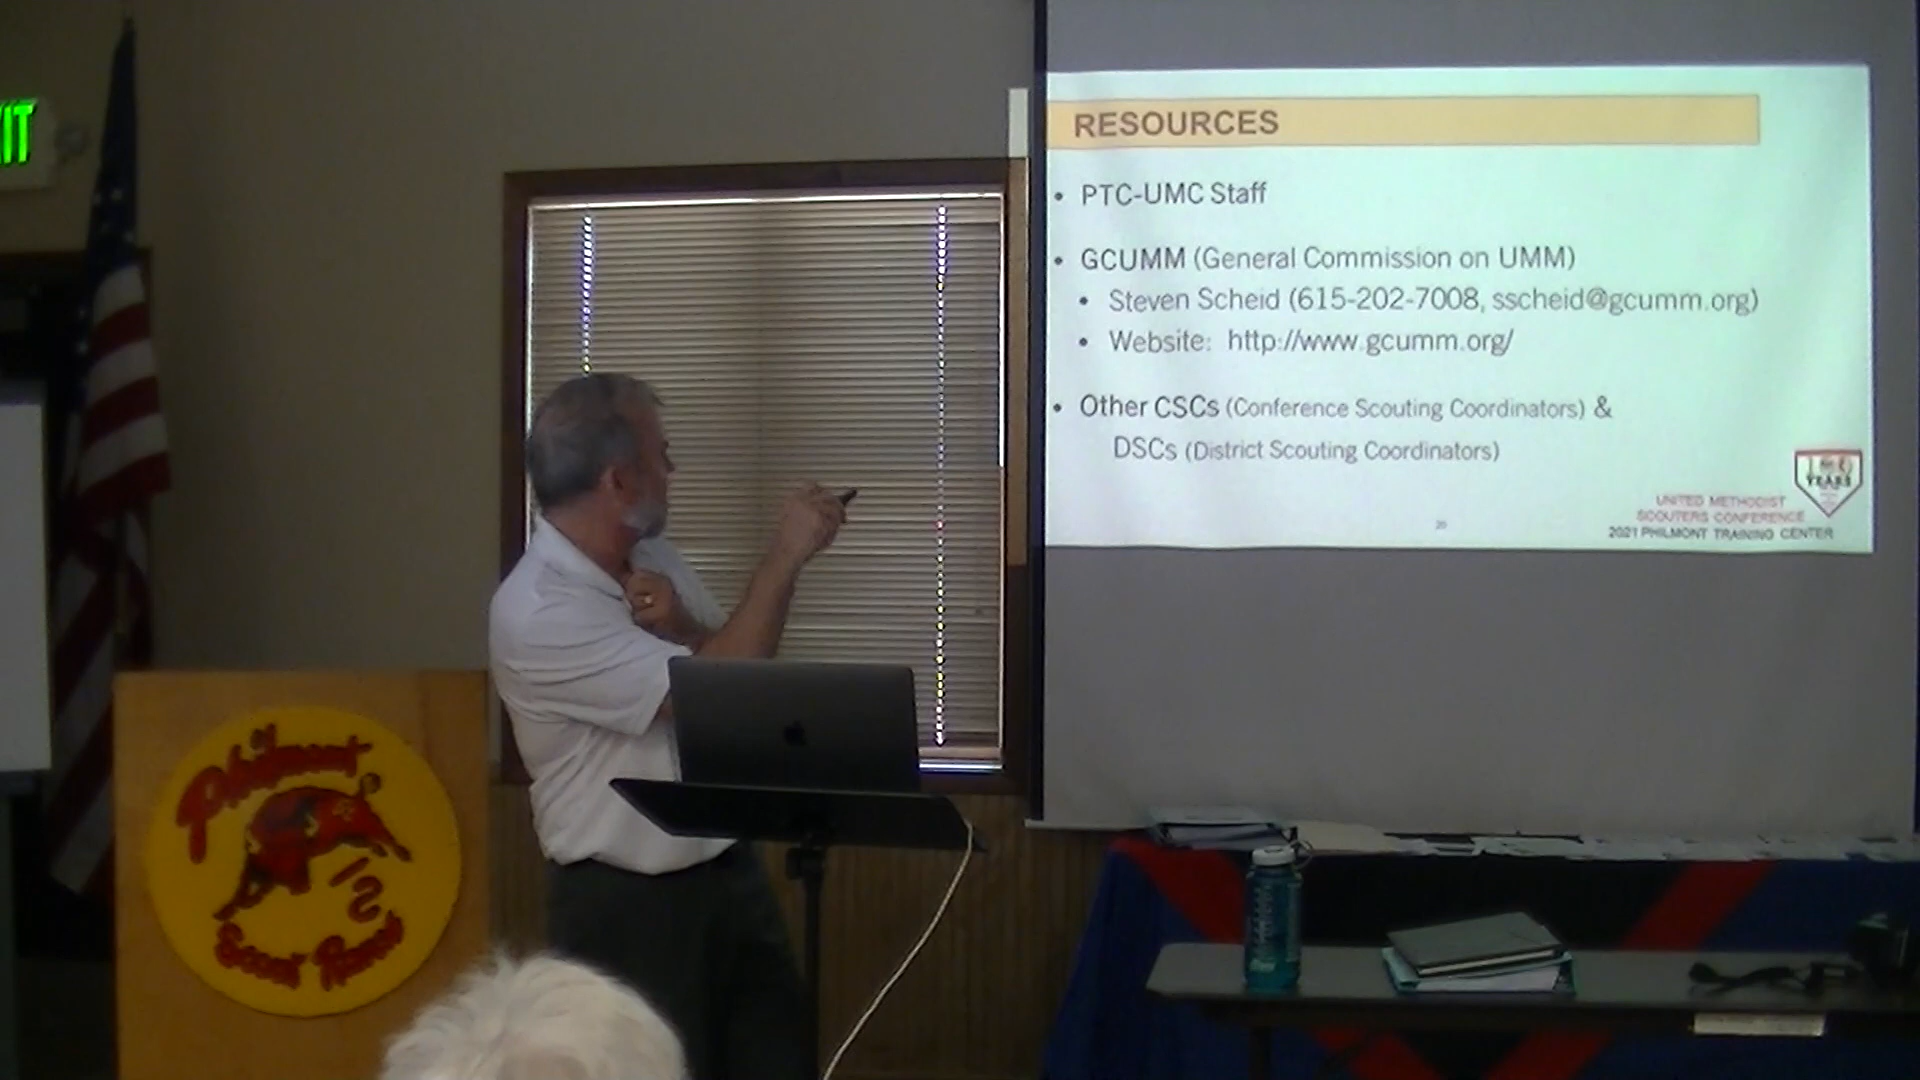 IT
RESOURCES
• PTC-UMC Staff
• GCUMM (General Commission on UMM)
• Steven Scheid (615-202-7008, sscheid@gcumm.org)
• Website: http://www.gcumm.org/
• Other CSCs (Conference Scouting Coordinators) &
DSCs (District Scouting Coordinators)
YEARS
UNITED METHODIST
SCOUTERS CONFERENCE
2021 PHILMONT TRAINING CENTER
Philmont
Scout Ranch